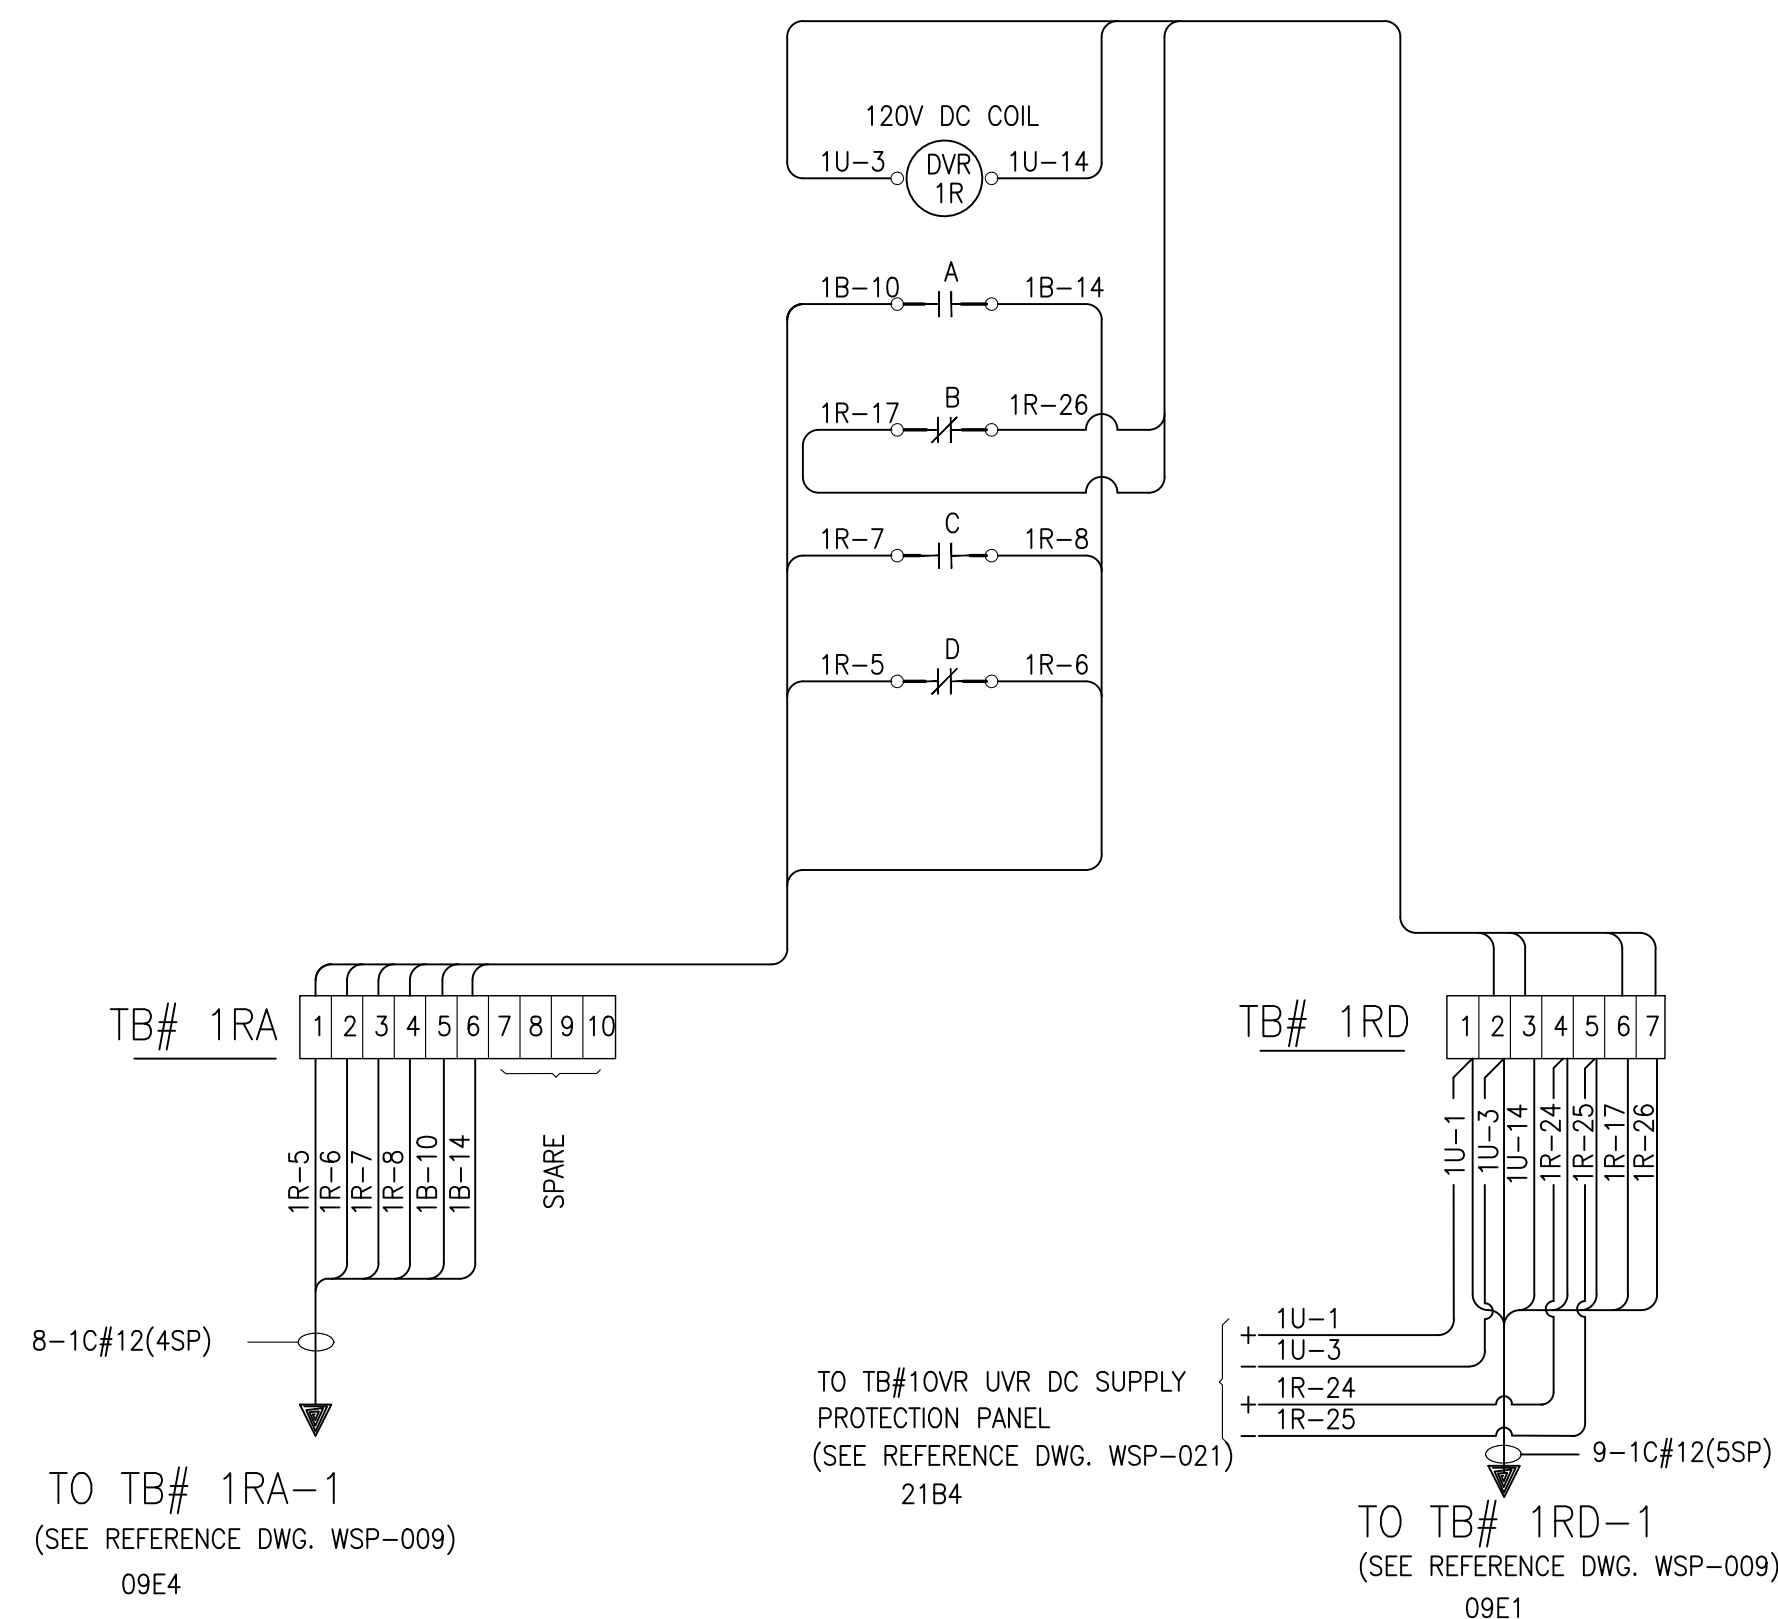 120V DC COIL
1U-3 DVR 1R 1U-14
A
1B-10 1B-14
B
1R-17 1R-26
C
1R-7 1R-8
D
1R-5 1R-6
TB# 1RA 1 2 3 4 5 6 7 8 9 10
TB# 1RD 1 2 3 4 5 6 7
1R-5
1R-6
1R-7
1R-8
1B-10
1B-14
SPARE
1U-1
1U-3
1U-14
1R-24
1R-25
1R-17
1R-26
8-1C#12(4SP)
TO TB# 1RA-1
(SEE REFERENCE DWG. WSP-009)
09E4
TO TB#10VR UVR DC SUPPLY
PROTECTION PANEL
(SEE REFERENCE DWG. WSP-021)
21B4
+ 1U-1
- 1U-3
+ 1R-24
- 1R-25
9-1C#12(5SP)
TO TB# 1RD-1
(SEE REFERENCE DWG. WSP-009)
09E1